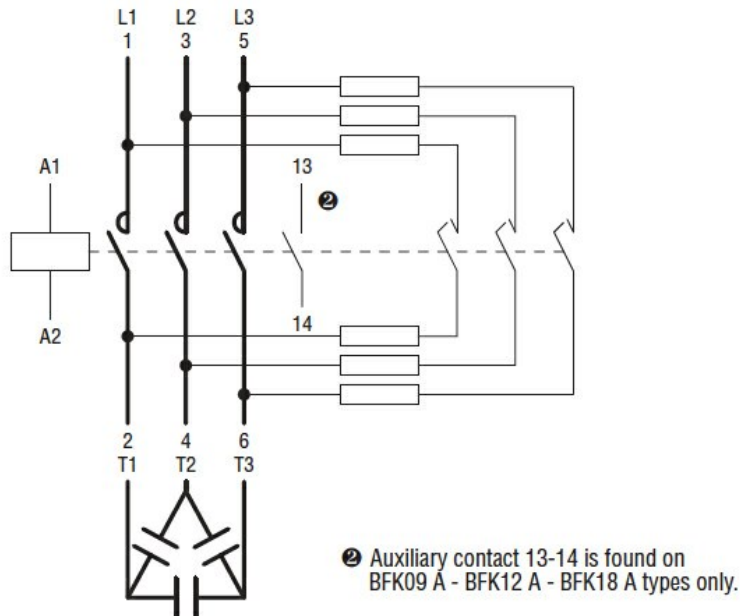 L1 L2 L3
1 3 5
A1
13
❷
A2
14
2 4 6
T1 T2 T3
❷ Auxiliary contact 13-14 is found on
BFK09 A - BFK12 A - BFK18 A types only.